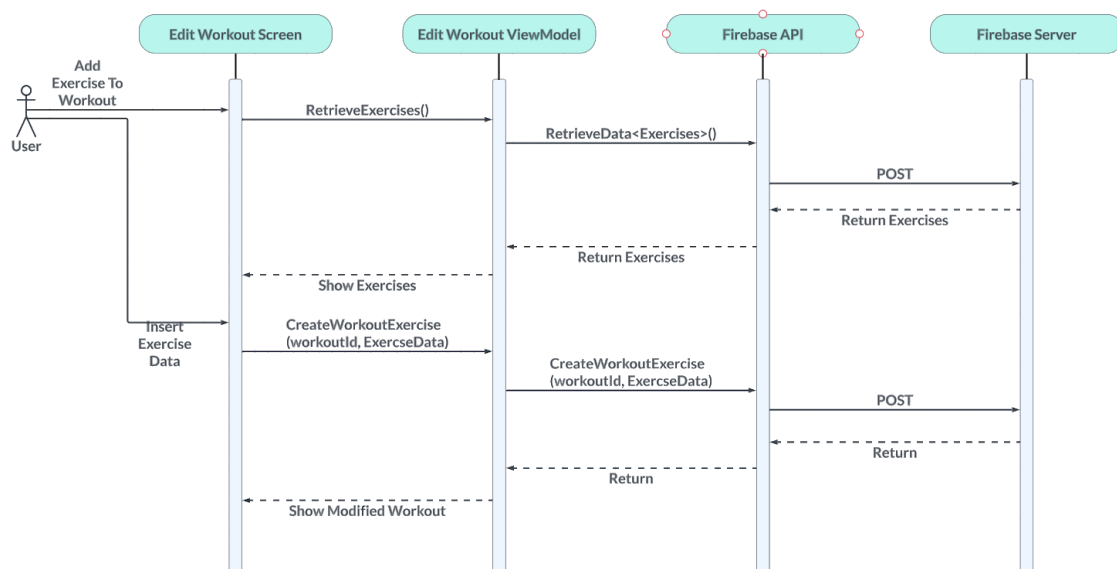 Edit Workout Screen
Edit Workout ViewModel
Firebase API
Firebase Server
Add
Exercise To
Workout
User
RetrieveExercises()
RetrieveData<Exercises>()
POST
Return Exercises
Return Exercises
Show Exercises
Insert
Exercise
Data
CreateWorkoutExercise
(workoutId, ExercseData)
CreateWorkoutExercise
(workoutId, ExercseData)
POST
Return
Return
Show Modified Workout